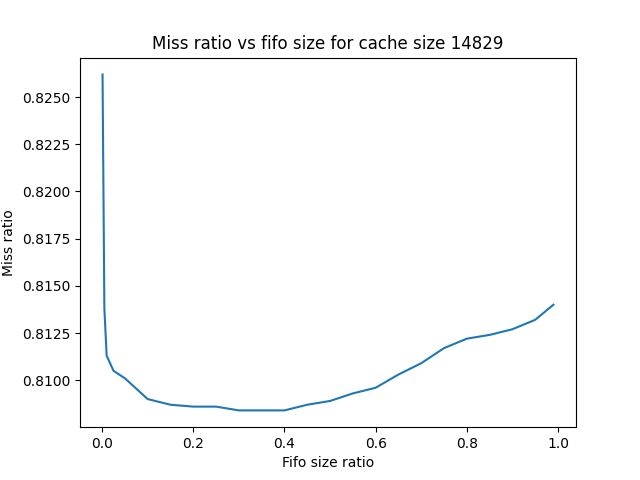 Miss ratio vs fifo size for cache size 14829
0.8250
0.8225
0.8200
0.8175
0.8150
0.8125
0.8100
Miss ratio
0.0 0.2 0.4 0.6 0.8 1.0
Fifo size ratio